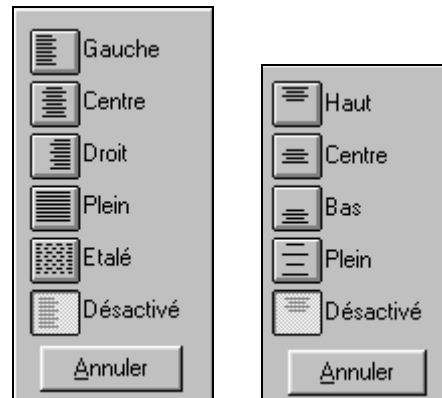 Gauche
Centre
Droit
Plein
Etalé
Désactivé
Annuler
Haut
Centre
Bas
Plein
Désactivé
Annuler